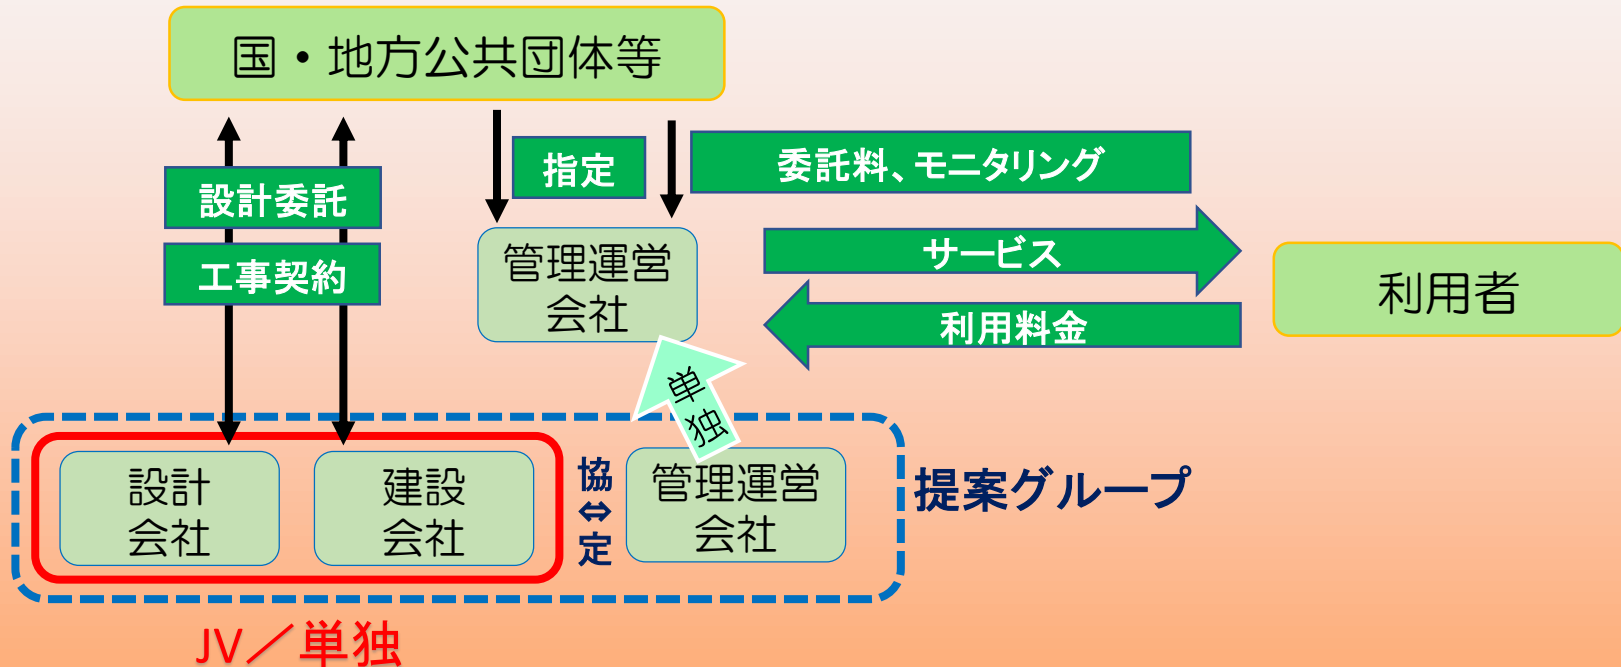 国・地方公共団体等
指定
委託料、モニタリング
設計委託
工事契約
管理運営
会社
サービス
利用料金
利用者
単
独
設計
会社
建設
会社
協
⇔
定
管理運営
会社
提案グループ
JV／単独